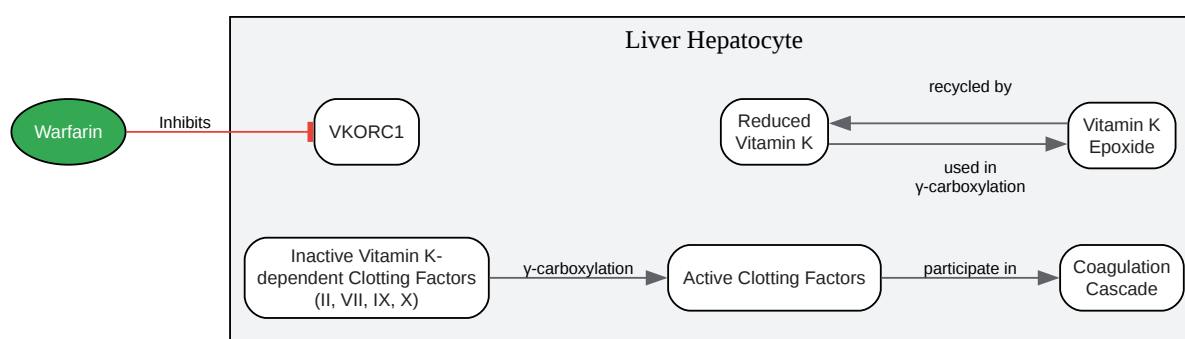 Liver Hepatocyte
Warfarin
Inhibits
VKORC1
Reduced
Vitamin K
recycled by
used in
γ-carboxylation
Vitamin K
Epoxide
Inactive Vitamin K-
dependent Clotting Factors
(II, VII, IX, X)
γ-carboxylation
Active Clotting Factors
participate in
Coagulation
Cascade